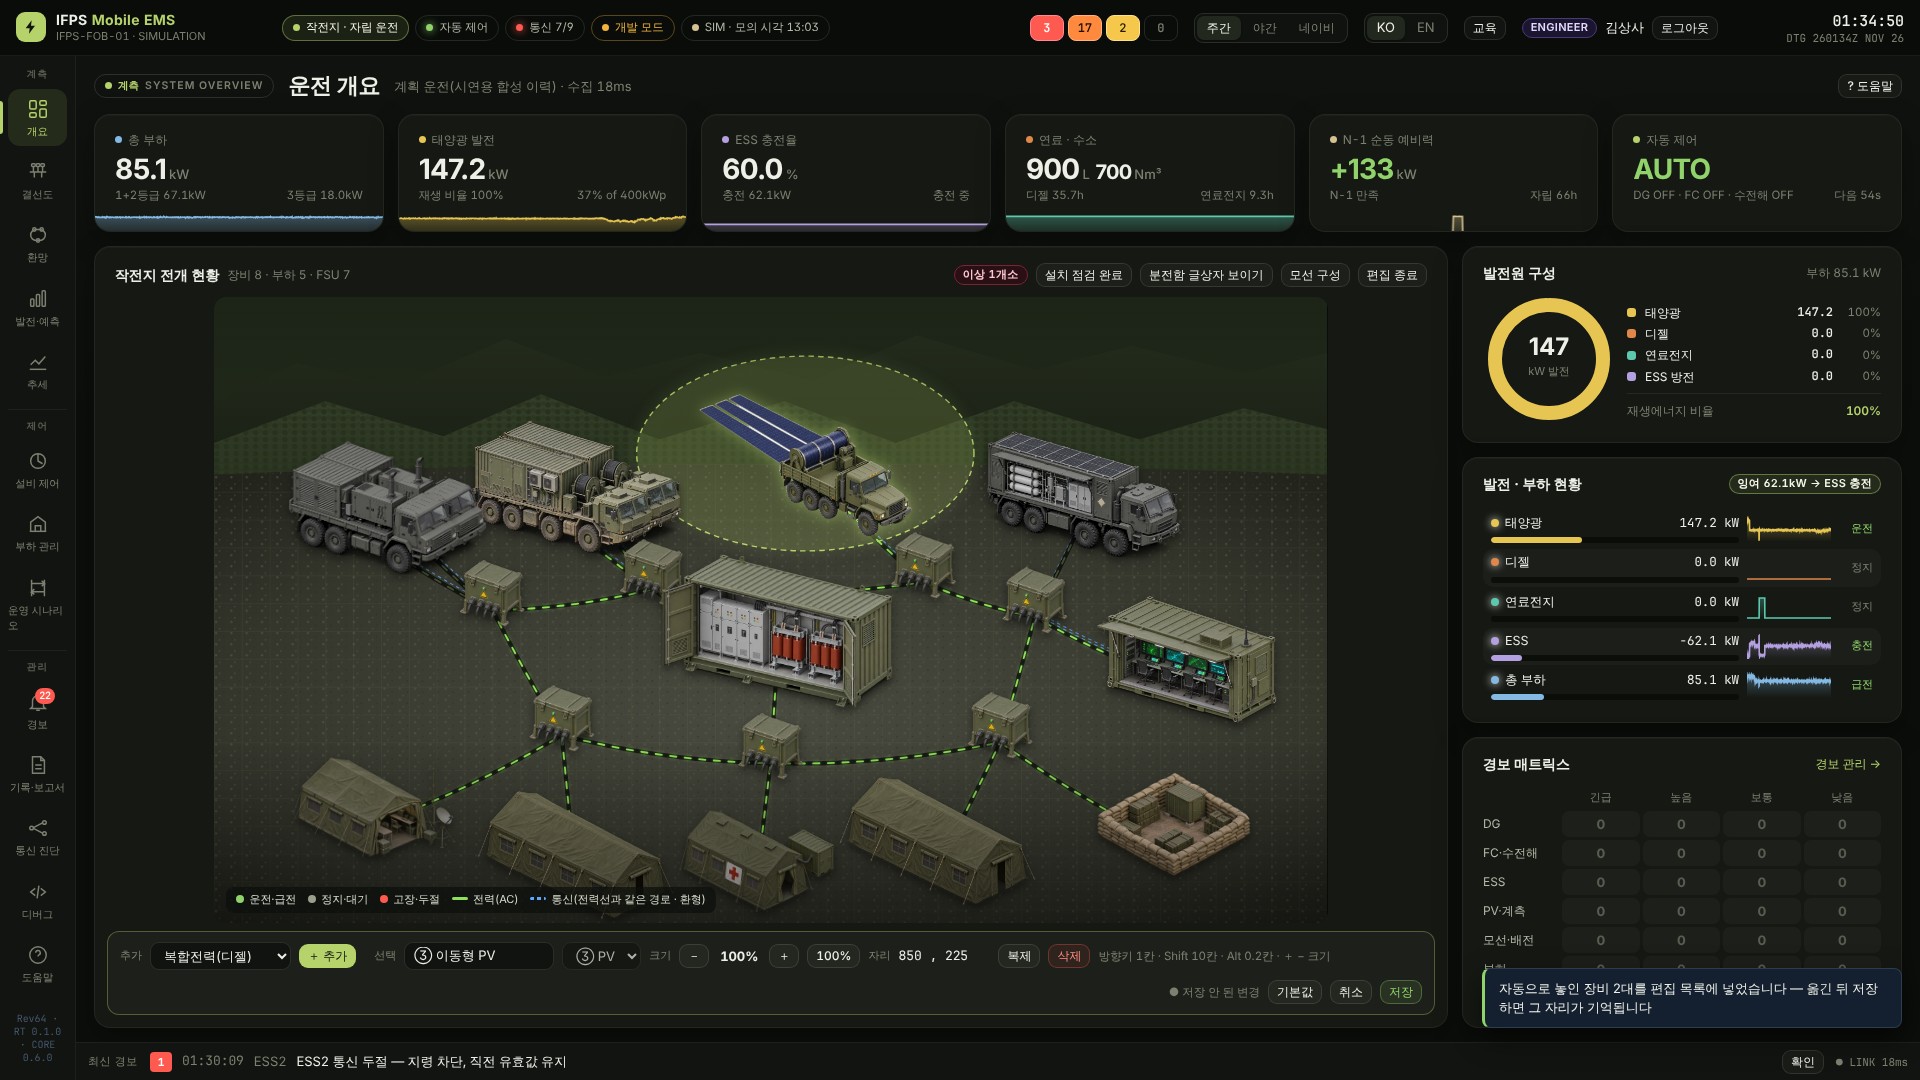 IFPS Mobile EMS
IFPS-FOB-01 · SIMULATION
작전지 · 자립 운전
자동 제어
통신 7/9
개발 모드
SIM · 모의 시각 13:03
3 17 2 0
주간 야간 네이비
KO EN
교육
ENGINEER 김상사 로그아웃
01:34:50
DTG 260134Z NOV 26
계측
개요
결선도
환망
발전·예측
추세
제어
설비 제어
부하 관리
운영 시나리오
관리
22
경보
기록·보고서
통신 진단
디버그
도움말
Rev64 ·
RT 0.1.0
· CORE
0.6.0
계측 SYSTEM OVERVIEW
운전 개요
계획 운전(시연용 합성 이력) · 수집 18ms
? 도움말
총 부하
85.1 kW
1+2등급 67.1kW 3등급 18.0kW
태양광 발전
147.2 kW
재생 비율 100% 37% of 400kWp
ESS 충전율
60.0 %
충전 62.1kW 충전 중
연료 · 수소
900 L 700 Nm³
디젤 35.7h 연료전지 9.3h
N-1 순동 예비력
+133 kW
N-1 만족 자립 66h
자동 제어
AUTO
DG OFF · FC OFF · 수전해 OFF 다음 54s
작전지 전개 현황 장비 8 · 부하 5 · FSU 7
이상 1개소 설치 점검 완료 분전함 글상자 보이기 모선 구성 편집 종료
운전·급전 정지·대기 고장·두절 전력(AC) 통신(전력선과 같은 경로 · 환형)
추가 복합전력(디젤) + 추가 선택 ③ 이동형 PV ③ PV 크기 − 100% + 100% 자리 850 , 225 복제 삭제 방향키 1칸 · Shift 10칸 · Alt 0.2칸 · + − 크기
저장 안 된 변경 기본값 취소 저장
발전원 구성 부하 85.1 kW
147
kW 발전
태양광 147.2 100%
디젤 0.0 0%
연료전지 0.0 0%
ESS 방전 0.0 0%
재생에너지 비율 100%
발전 · 부하 현황 잉여 62.1kW → ESS 충전
태양광 147.2 kW 운전
디젤 0.0 kW 정지
연료전지 0.0 kW 정지
ESS -62.1 kW 충전
총 부하 85.1 kW 급전
경보 매트릭스 경보 관리 →
긴급 높음 보통 낮음
DG 0 0 0 0
FC·수전해 0 0 0 0
ESS 0 0 0 0
PV·계측 0 0 0 0
모선·배전 0 0 0 0
자동으로 놓인 장비 2대를 편집 목록에 넣었습니다 — 옮긴 뒤 저장
하면 그 자리가 기억됩니다
최신 경보 1 01:30:09 ESS2 ESS2 통신 두절 — 지령 차단, 직전 유효값 유지
확인 LINK 18ms